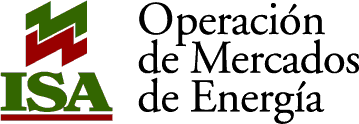 ISA
Operación
de Mercados
de Energía